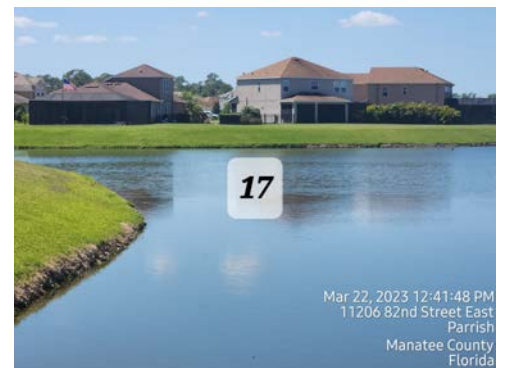 17
Mar 22, 2023 12:41:48 PM
11206 82nd Street East
Parrish
Manatee County
Florida